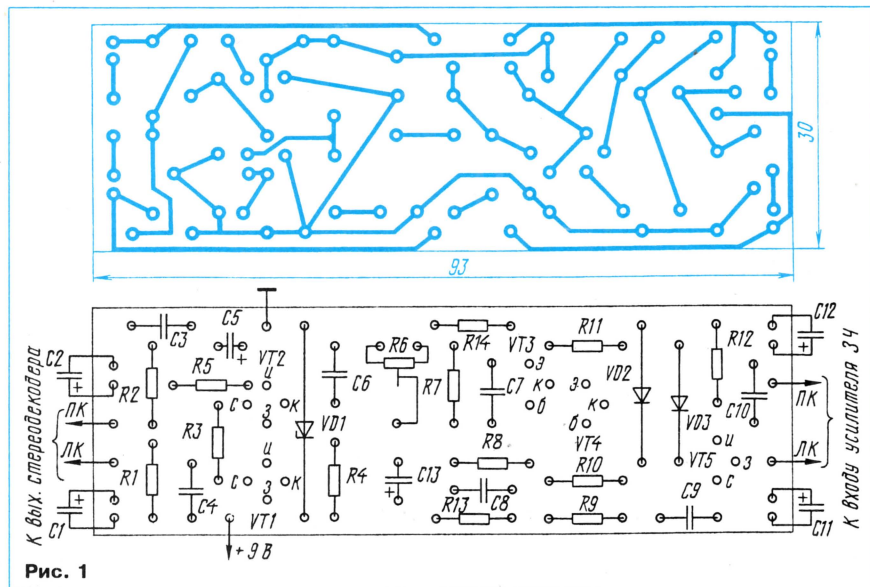 30
93
C12
C3
C5
VT2
R14
VT3
R11
R12
C2
R5
+
и
C6
R6
э
VD2
+
+
R2
R7
C7
к
э
ПК
с
з
к
б
к
C10
ПК
R3
VD1
б
VD3
ЛК
и
R8
VT4
и
ЛК
R1
R4
C13
R10
VT5
з
C4
с
к
+
C8
с
+
з
R13
R9
C9
+
C1
VT1
C11
+9 В
К вых. стереодекодера
К входу усилителя ЗЧ
Рис. 1